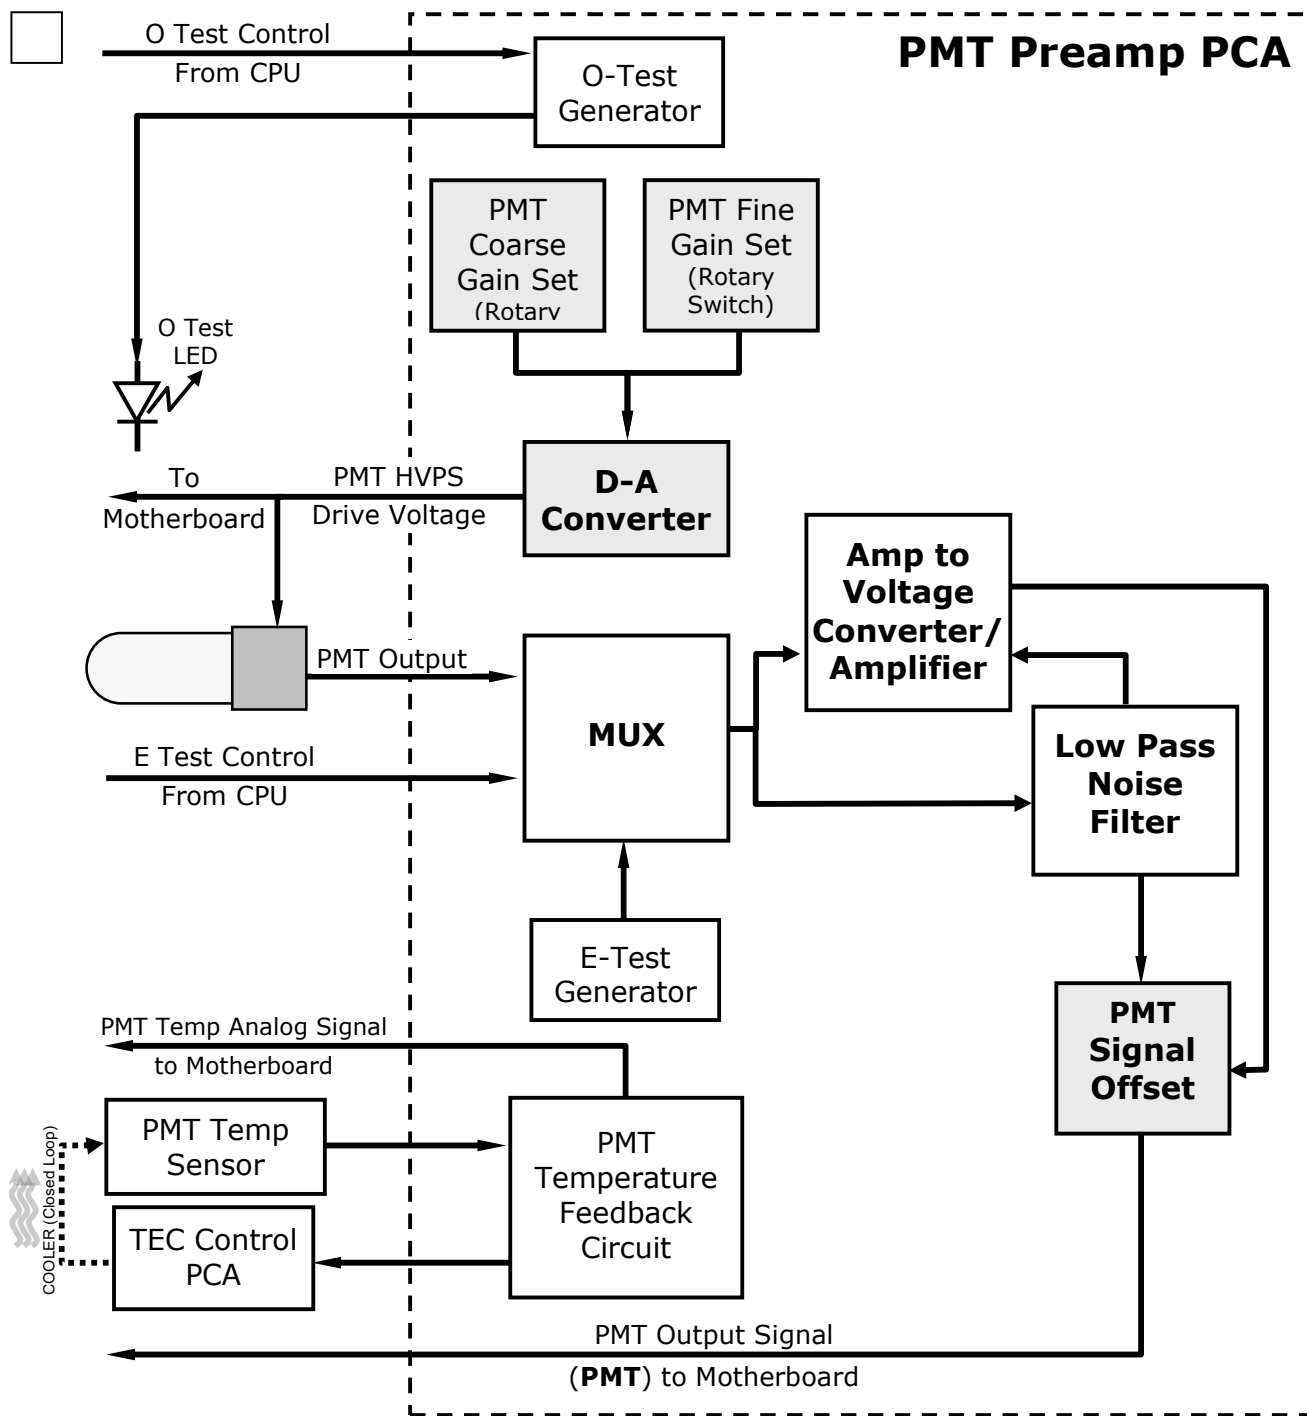 O Test Control
From CPU
PMT Preamp PCA
O-Test
Generator
PMT
Coarse
Gain Set
(Rotary
PMT Fine
Gain Set
(Rotary
Switch)
O Test
LED
D-A
Converter
To
Motherboard
PMT HVPS
Drive Voltage
Amp to
Voltage
Converter/
Amplifier
PMT Output
MUX
Low Pass
Noise
Filter
E Test Control
From CPU
E-Test
Generator
PMT
Signal
Offset
PMT Temp Analog Signal
to Motherboard
PMT Temp
Sensor
PMT
Temperature
Feedback
Circuit
COOLER (Closed Loop)
TEC Control
PCA
PMT Output Signal
(PMT) to Motherboard